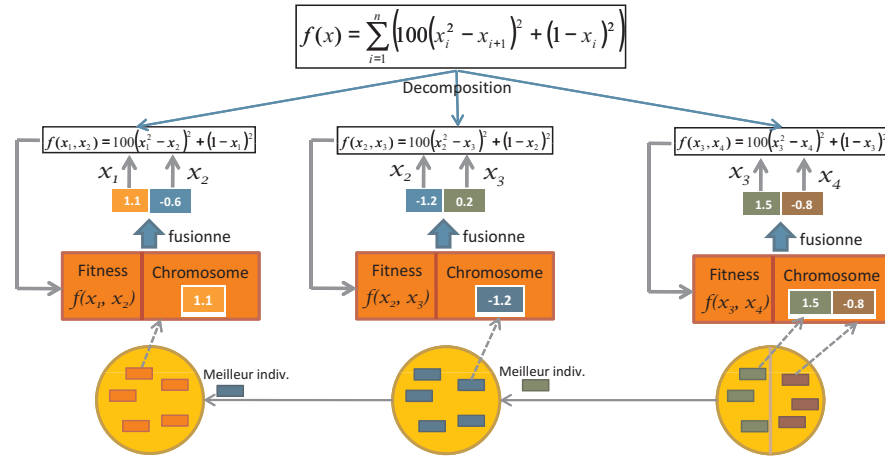 f(x) = ∑_{i=1}^{n} (100(x_i^2 − x_{i+1})^2 + (1 − x_i)^2)
Decomposition
f(x_1, x_2) = 100(x_1^2 − x_2)^2 + (1 − x_1)^2
f(x_2, x_3) = 100(x_2^2 − x_3)^2 + (1 − x_2)^2
f(x_3, x_4) = 100(x_3^2 − x_4)^2 + (1 − x_3)^2
x_1 x_2
x_2 x_3
x_3 x_4
1.1 -0.6
-1.2 0.2
1.5 -0.8
fusionne
fusionne
fusionne
Fitness Chromosome
f(x_1, x_2) 1.1
Fitness Chromosome
f(x_2, x_3) -1.2
Fitness Chromosome
f(x_3, x_4) 1.5 -0.8
Meilleur indiv.
Meilleur indiv.